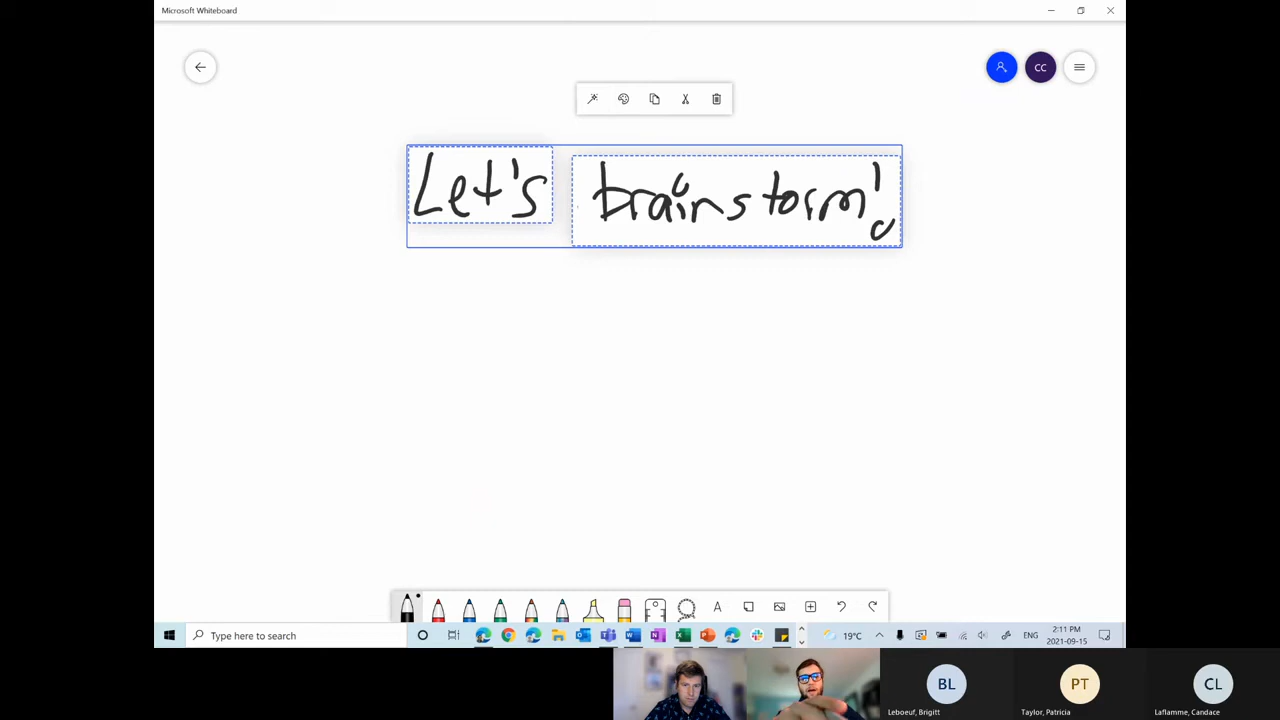 Microsoft Whiteboard
CC
Let's brainstorm!
Type here to search
19°C
ENG
2:11 PM
2021-09-15
BL
PT
CL
Leboeuf, Brigitt
Taylor, Patricia
Laflamme, Candace